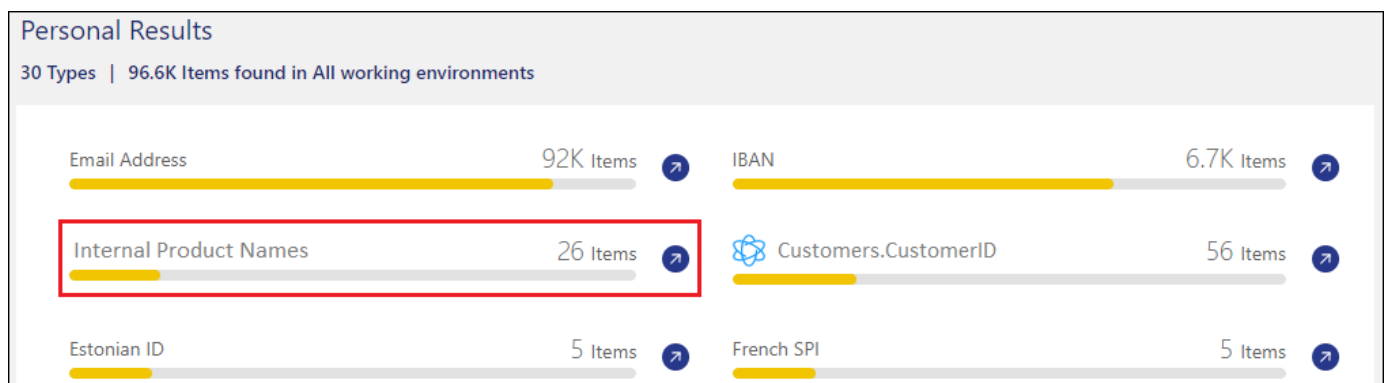 Personal Results
30 Types | 96.6K Items found in All working environments
Email Address 92K Items
IBAN 6.7K Items
Internal Product Names 26 Items
Customers.CustomerID 56 Items
Estonian ID 5 Items
French SPI 5 Items